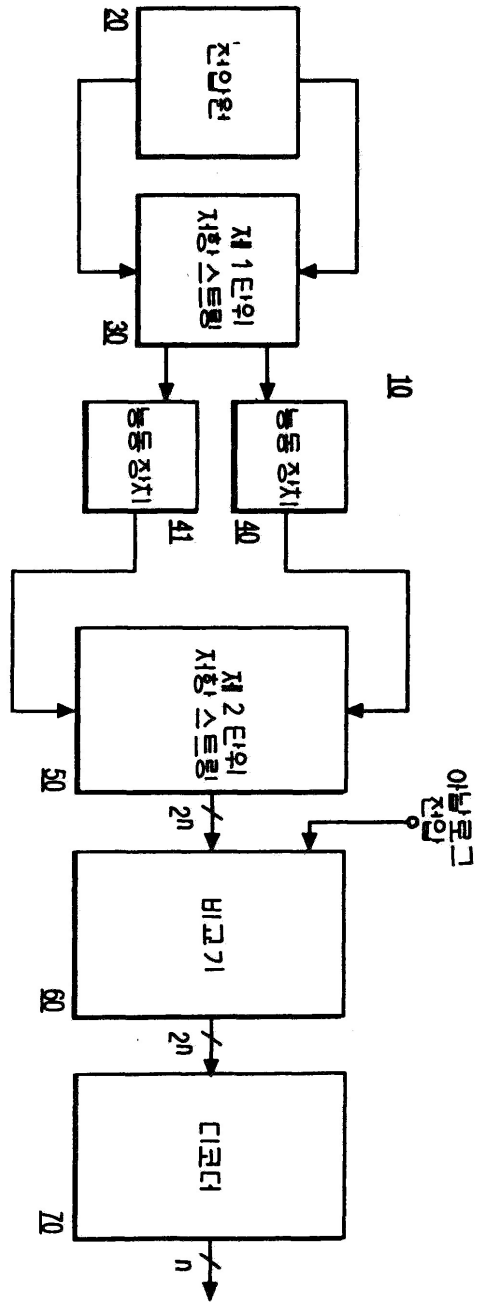 10
전압원
20
제 1 단위
저항 스트링
30
능동 장치
40
능동 장치
41
제 2 단위
저항 스트링
50
2n
아날로그
전압
비교기
60
2n
디코더
70
n